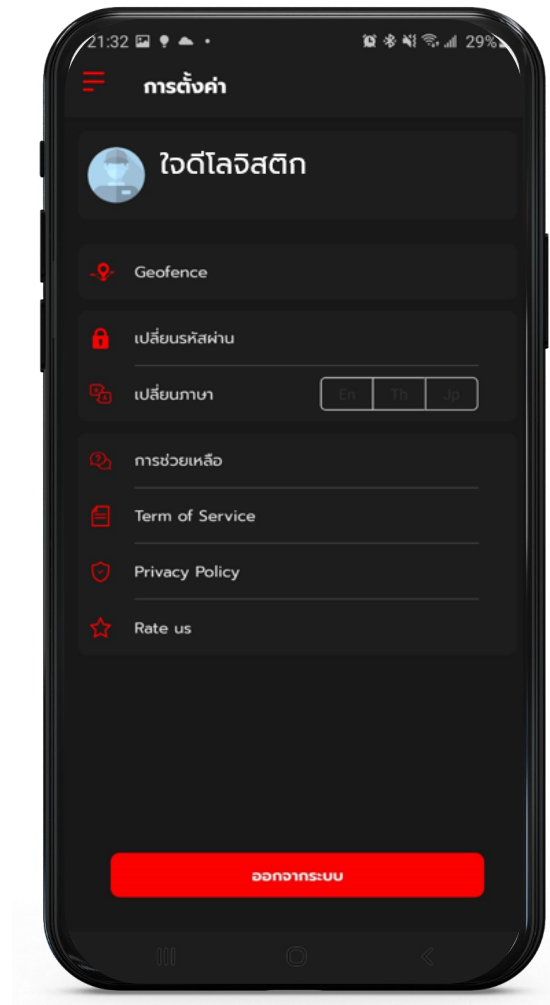 21:32
29%
การตั้งค่า
ใจดีโลจิสติก
Geofence
เปลี่ยนรหัสผ่าน
เปลี่ยนภาษา
En Th Jp
การช่วยเหลือ
Term of Service
Privacy Policy
Rate us
ออกจากระบบ